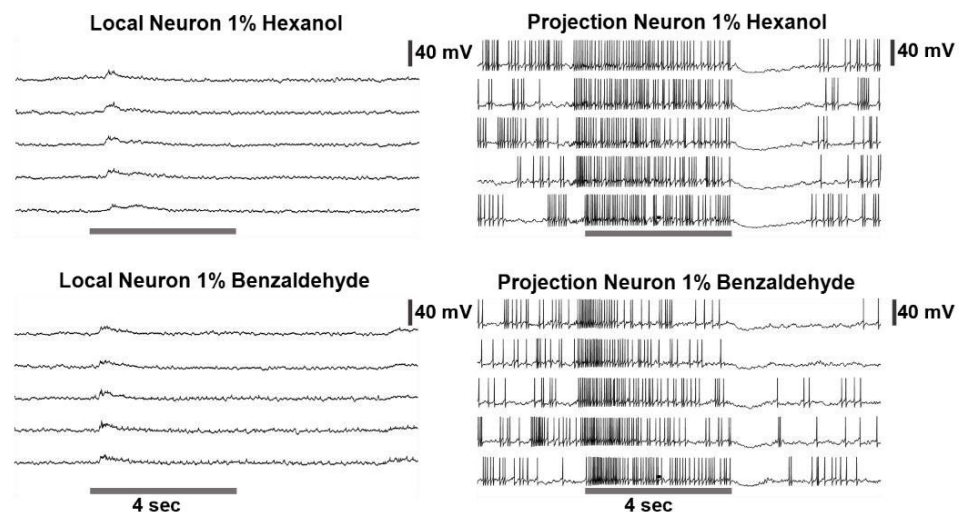 Local Neuron 1% Hexanol
40 mV
Projection Neuron 1% Hexanol
40 mV
Local Neuron 1% Benzaldehyde
40 mV
4 sec
Projection Neuron 1% Benzaldehyde
40 mV
4 sec